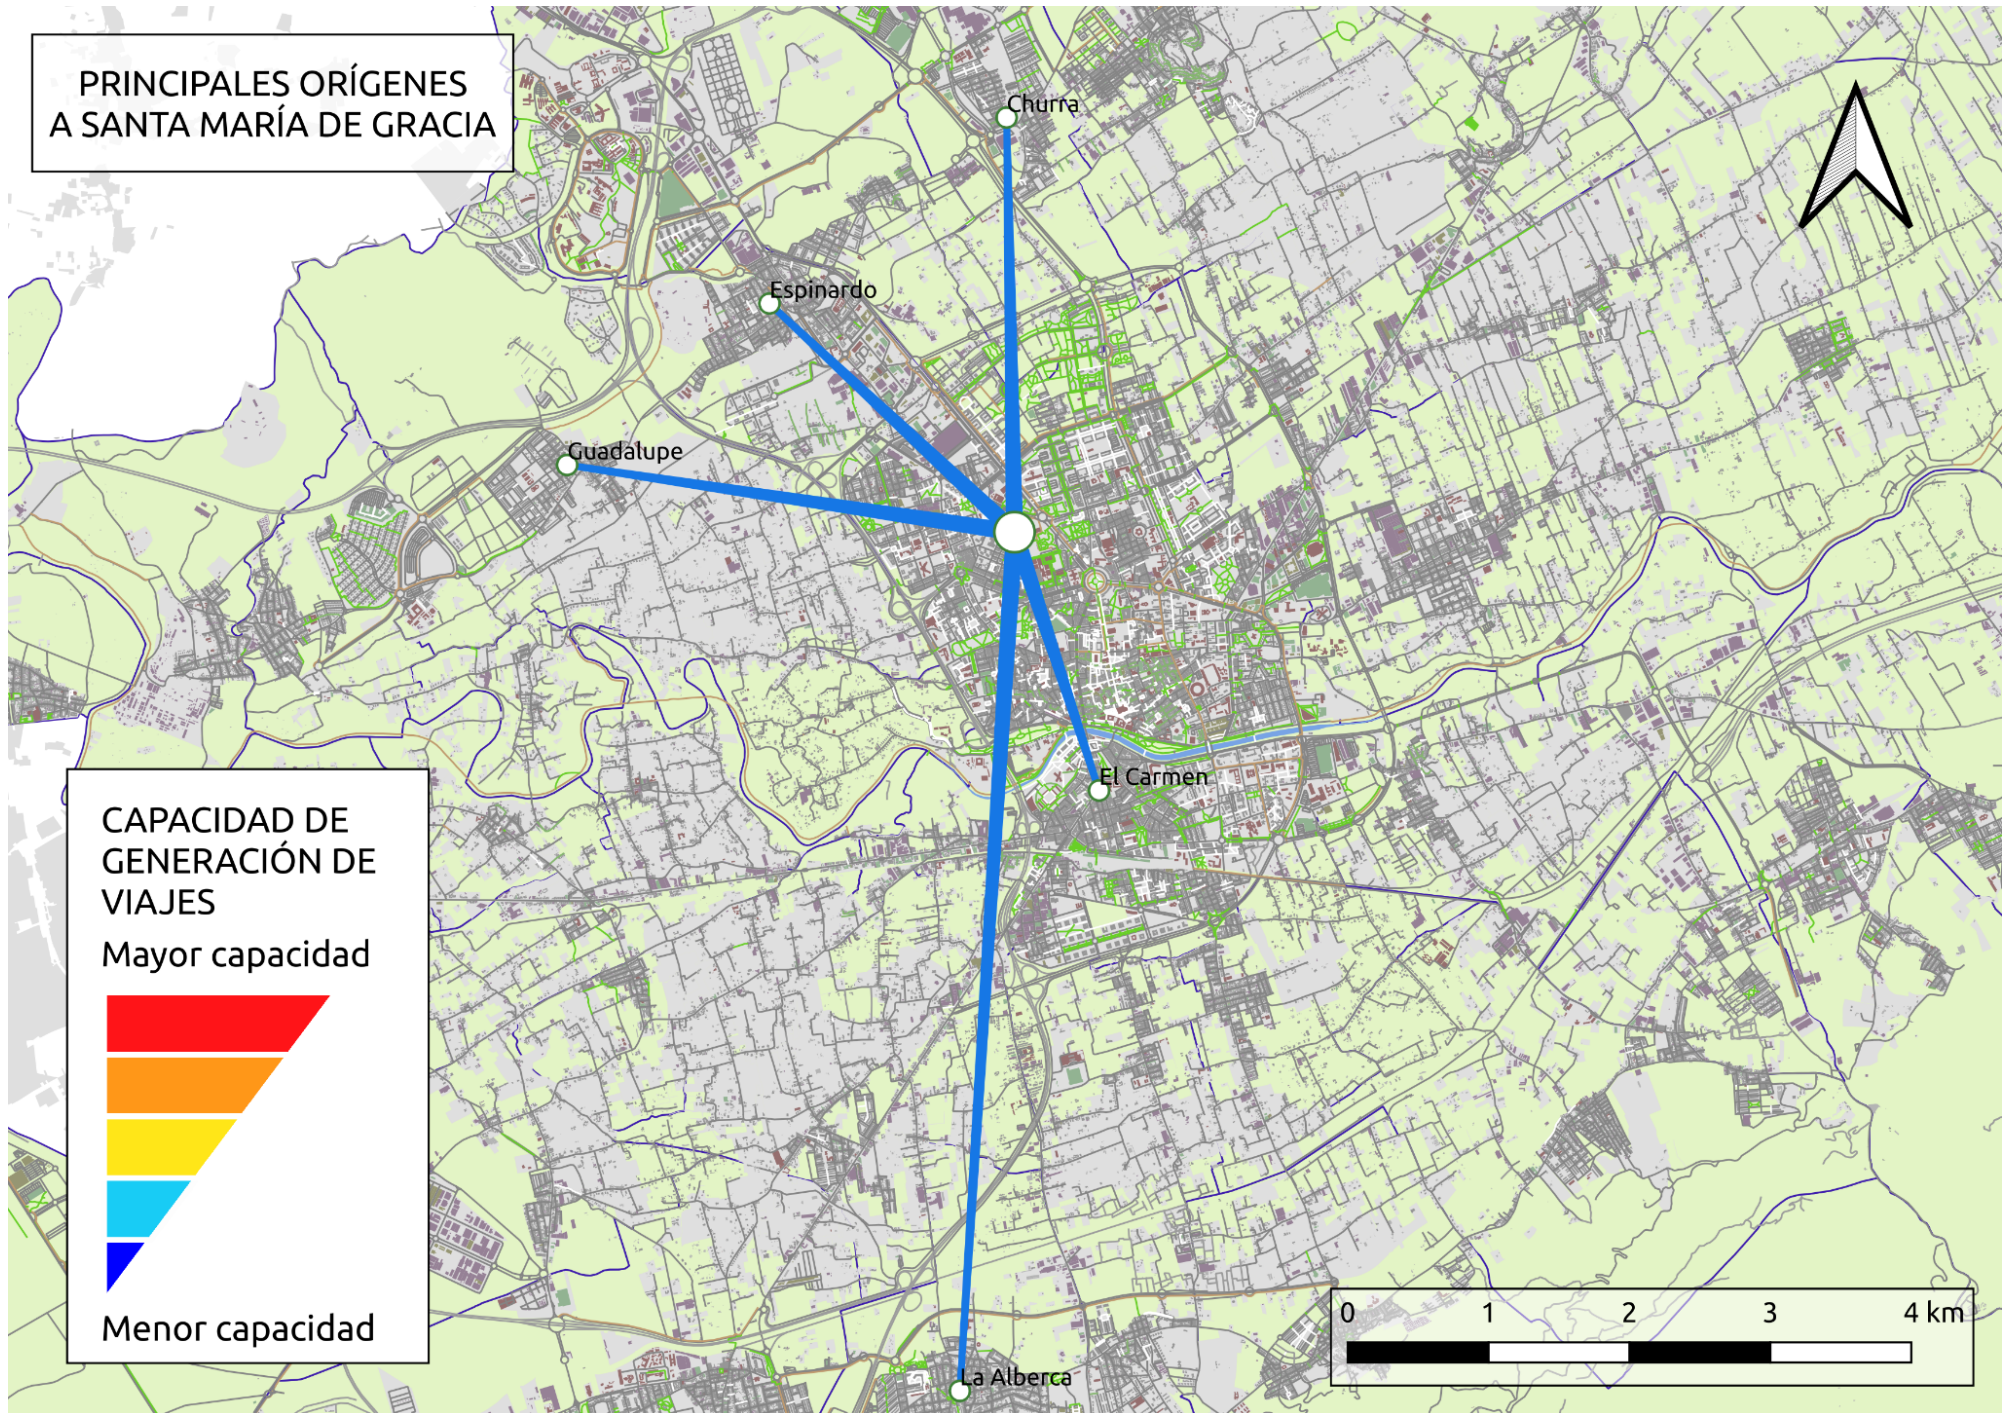 PRINCIPALES ORÍGENES
A SANTA MARÍA DE GRACIA
Churra
Espinardo
Guadalupe
El Carmen
La Alberca
CAPACIDAD DE
GENERACIÓN DE
VIAJES
Mayor capacidad
Menor capacidad
0 1 2 3 4 km